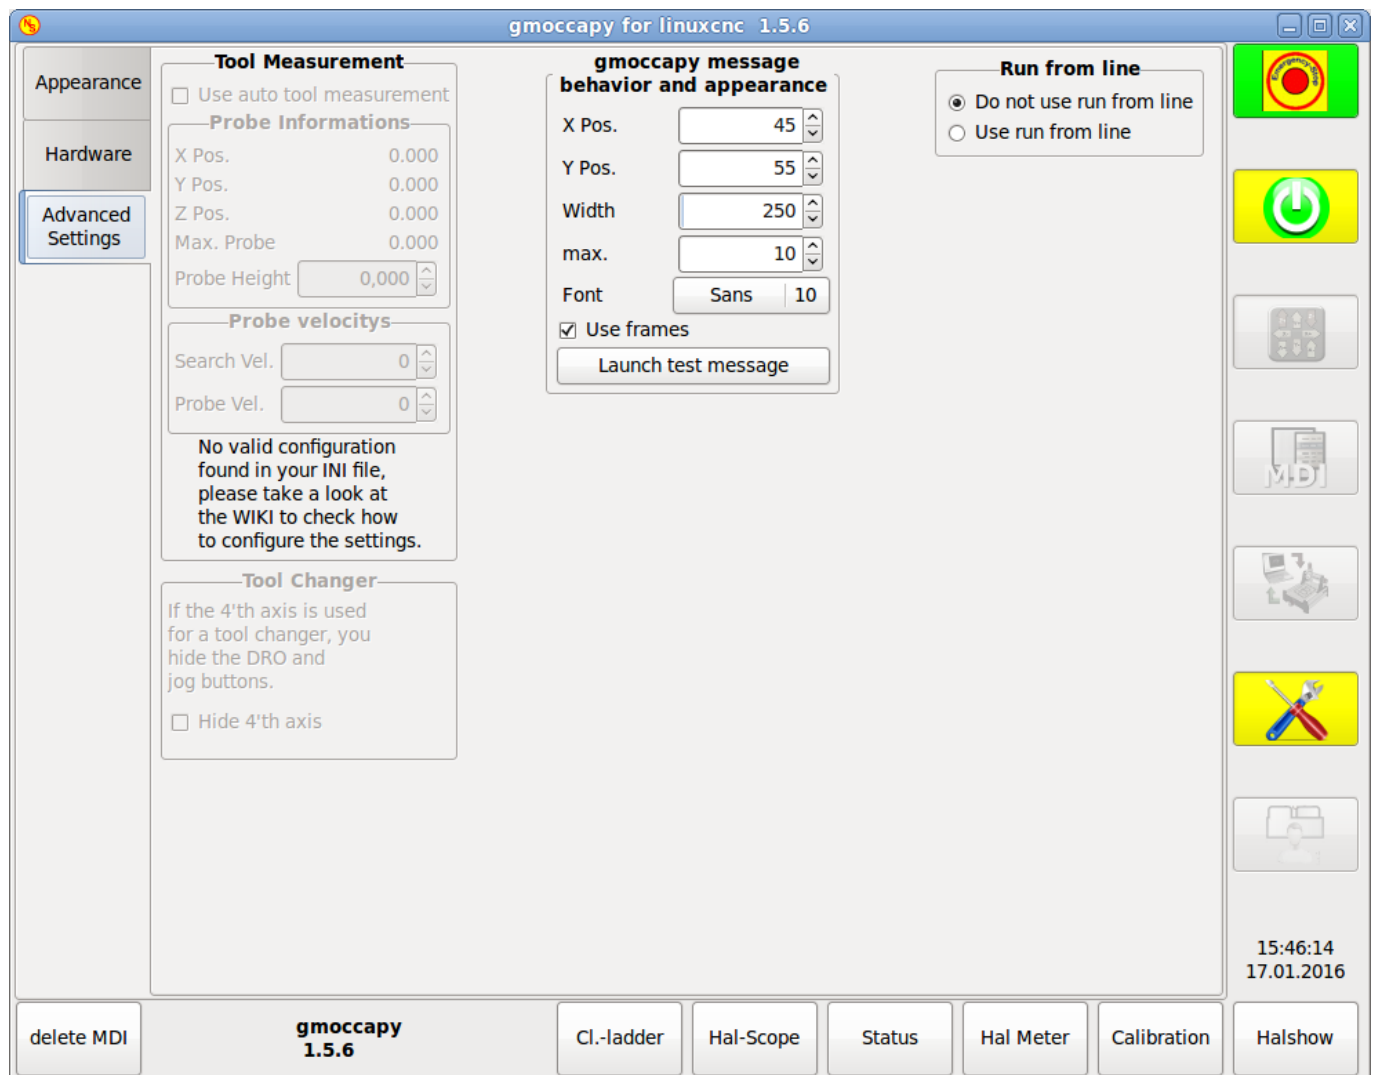 gmoccapy for linuxcnc 1.5.6
Appearance
Hardware
Advanced
Settings
Tool Measurement
Use auto tool measurement
Probe Informations
X Pos. 0.000
Y Pos. 0.000
Z Pos. 0.000
Max. Probe 0.000
Probe Height 0,000
Probe velocitys
Search Vel. 0
Probe Vel. 0
No valid configuration
found in your INI file,
please take a look at
the WIKI to check how
to configure the settings.
Tool Changer
If the 4'th axis is used
for a tool changer, you
hide the DRO and
jog buttons.
Hide 4'th axis
gmoccapy message
behavior and appearance
X Pos. 45
Y Pos. 55
Width 250
max. 10
Font Sans 10
Use frames
Launch test message
Run from line
Do not use run from line
Use run from line
Emergency-Stop
MDI
15:46:14
17.01.2016
delete MDI
gmoccapy
1.5.6
Cl.-ladder
Hal-Scope
Status
Hal Meter
Calibration
Halshow